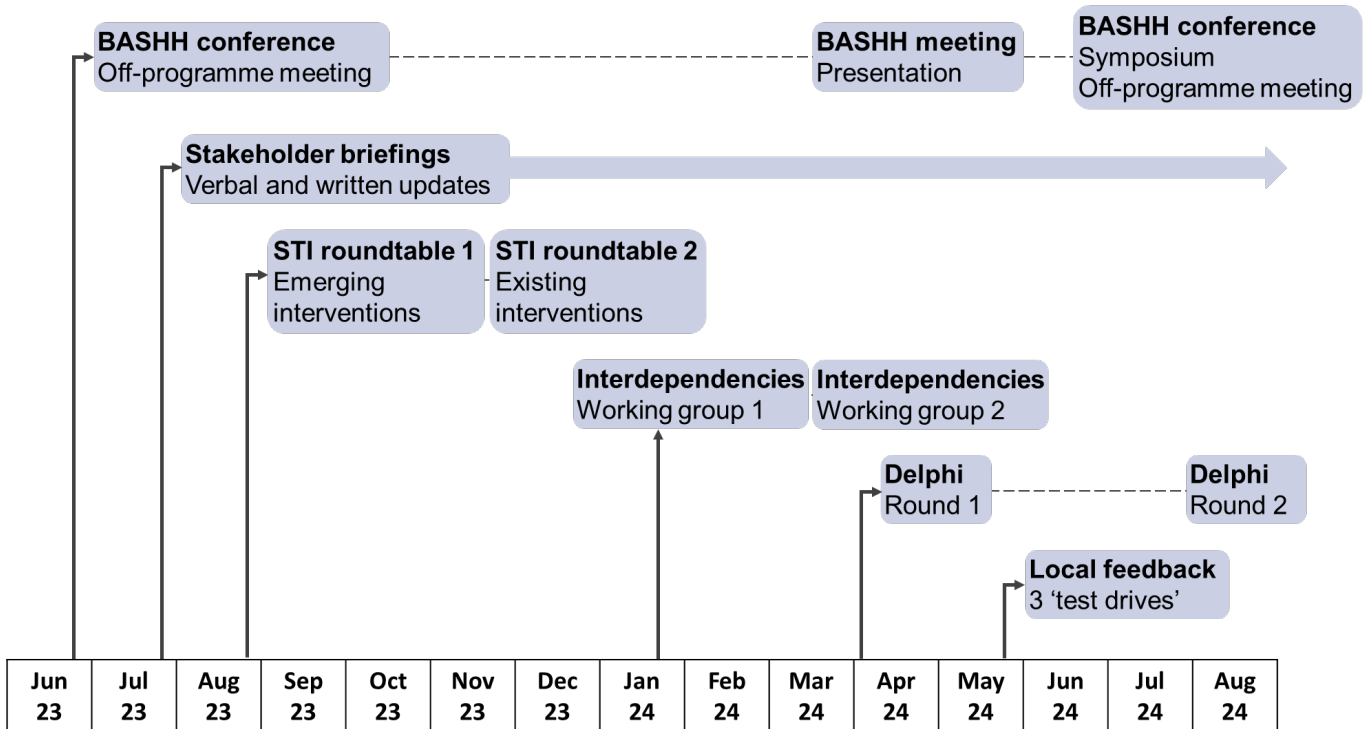 BASHH conference
Off-programme meeting
BASHH meeting
Presentation
BASHH conference
Symposium
Off-programme meeting
Stakeholder briefings
Verbal and written updates
STI roundtable 1
Emerging
interventions
STI roundtable 2
Existing
interventions
Interdependencies
Working group 1
Interdependencies
Working group 2
Delphi
Round 1
Delphi
Round 2
Local feedback
3 ‘test drives’
Jun
23
Jul
23
Aug
23
Sep
23
Oct
23
Nov
23
Dec
23
Jan
24
Feb
24
Mar
24
Apr
24
May
24
Jun
24
Jul
24
Aug
24